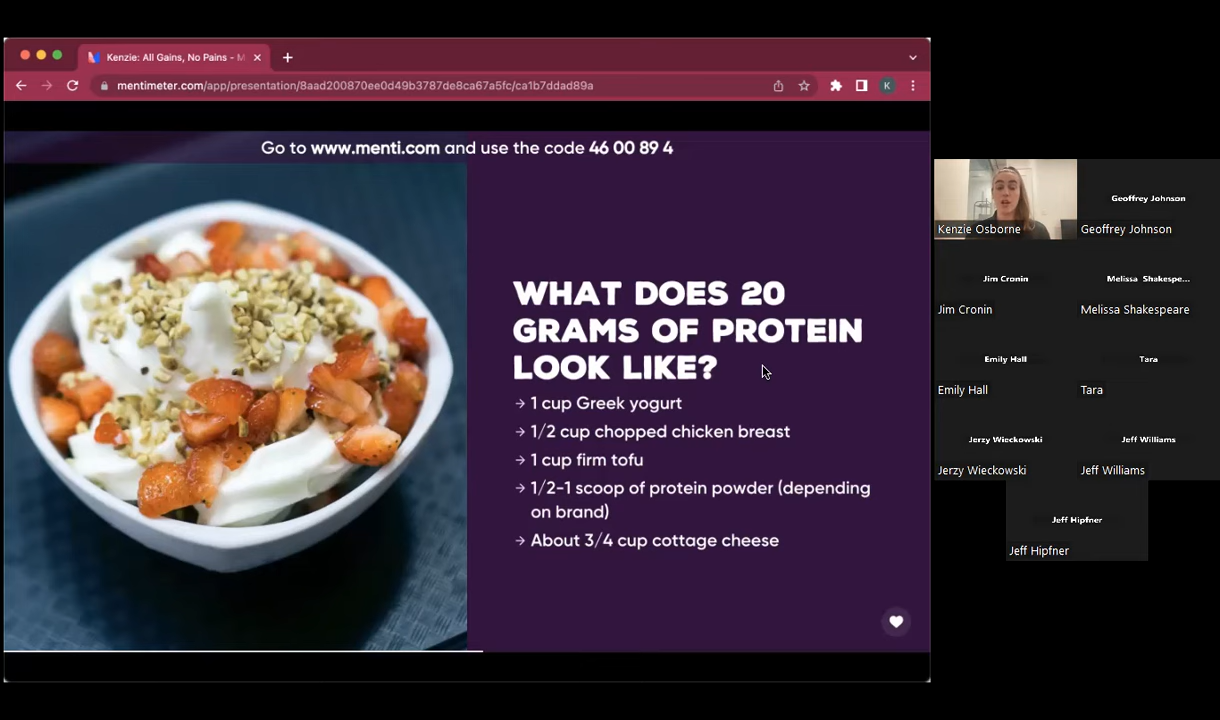 Kenzie: All Gains, No Pains - M
mentimeter.com/app/presentation/8aad200870ee0d49b3787de8ca67a5fc/ca1b7ddad89a
K
Go to www.menti.com and use the code 46 00 89 4
WHAT DOES 20
GRAMS OF PROTEIN
LOOK LIKE?
→ 1 cup Greek yogurt
→ 1/2 cup chopped chicken breast
→ 1 cup firm tofu
→ 1/2-1 scoop of protein powder (depending
on brand)
→ About 3/4 cup cottage cheese
Kenzie Osborne
Geoffrey Johnson
Geoffrey Johnson
Jim Cronin
Jim Cronin
Melissa Shakespe...
Melissa Shakespeare
Emily Hall
Emily Hall
Tara
Tara
Jerzy Wieckowski
Jerzy Wieckowski
Jeff Williams
Jeff Williams
Jeff Hipfner
Jeff Hipfner